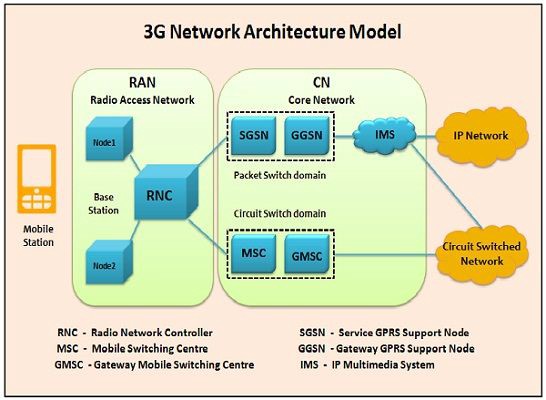 3G Network Architecture Model
RAN
Radio Access Network
CN
Core Network
Node1
SGSN
GGSN
IMS
IP Network
Packet Switch domain
Base
Station
RNC
Mobile
Station
Circuit Switch domain
Node2
MSC
GMSC
Circuit Switched
Network
RNC - Radio Network Controller
MSC - Mobile Switching Centre
GMSC - Gateway Mobile Switching Centre
SGSN - Service GPRS Support Node
GGSN - Gateway GPRS Support Node
IMS - IP Multimedia System